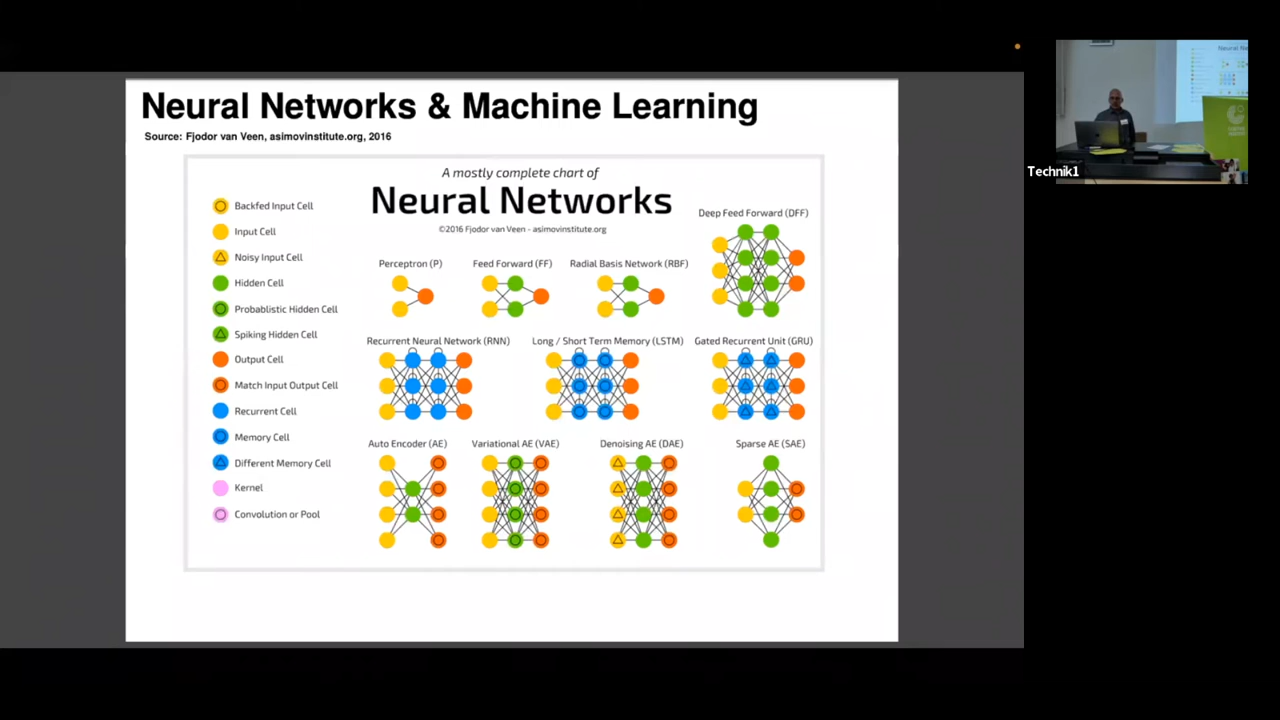 Neural Networks & Machine Learning
Source: Fjodor van Veen, asimovinstitute.org, 2016
A mostly complete chart of
Neural Networks
©2016 Fjodor van Veen - asimovinstitute.org
Backfed Input Cell
Input Cell
Noisy Input Cell
Hidden Cell
Probablistic Hidden Cell
Spiking Hidden Cell
Output Cell
Match Input Output Cell
Recurrent Cell
Memory Cell
Different Memory Cell
Kernel
Convolution or Pool
Deep Feed Forward (DFF)
Perceptron (P)
Feed Forward (FF)
Radial Basis Network (RBF)
Recurrent Neural Network (RNN)
Long / Short Term Memory (LSTM)
Gated Recurrent Unit (GRU)
Auto Encoder (AE)
Variational AE (VAE)
Denoising AE (DAE)
Sparse AE (SAE)
Technik1